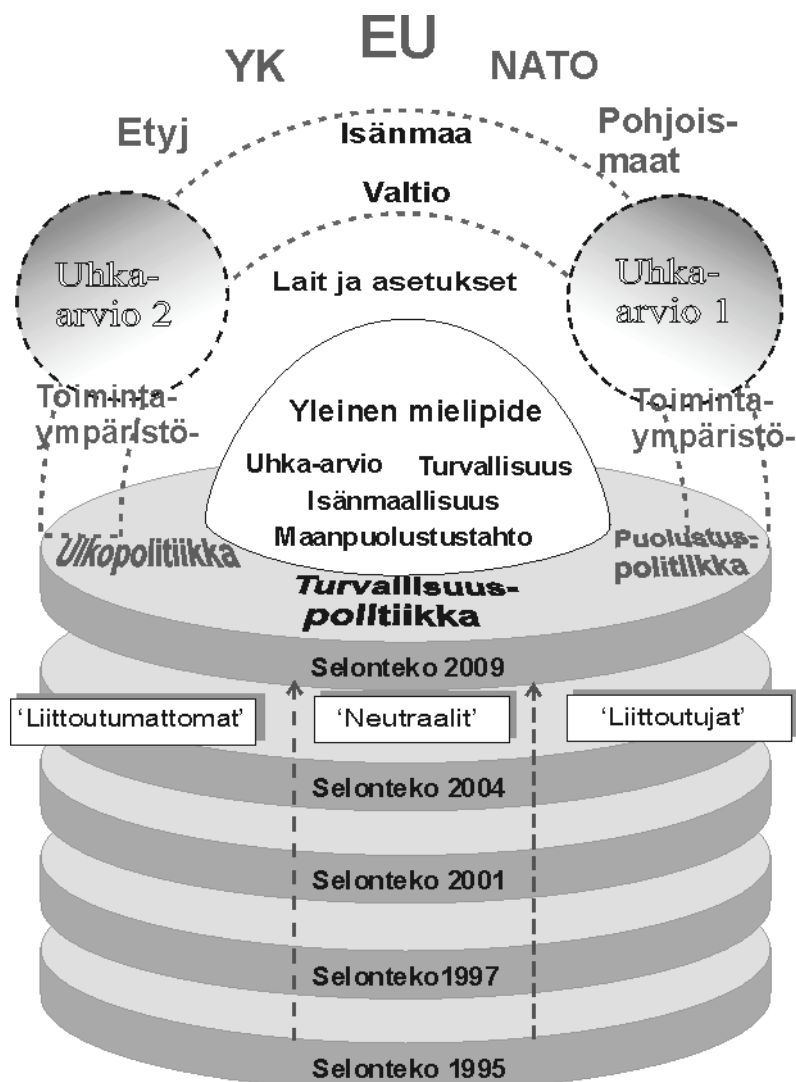 EU
YK
NATO
Etyj
Pohjois-
maat
Isänmaa
Valtio
Uhka-
arvio 2
Uhka-
arvio 1
Lait ja asetukset
Toiminta-
ympäristö-
Toiminta-
ympäristö-
Yleinen mielipide
Uhka-arvio Turvallisuus
Isänmaallisuus
Maanpuolustustahto
Ulkopolitiikka
Puolustus-
politiikka
Turvallisuus-
politiikka
Selonteko 2009
'Liittoutumattomat'
'Neutraalit'
'Liittoutujat'
Selonteko 2004
Selonteko 2001
Selonteko1997
Selonteko 1995